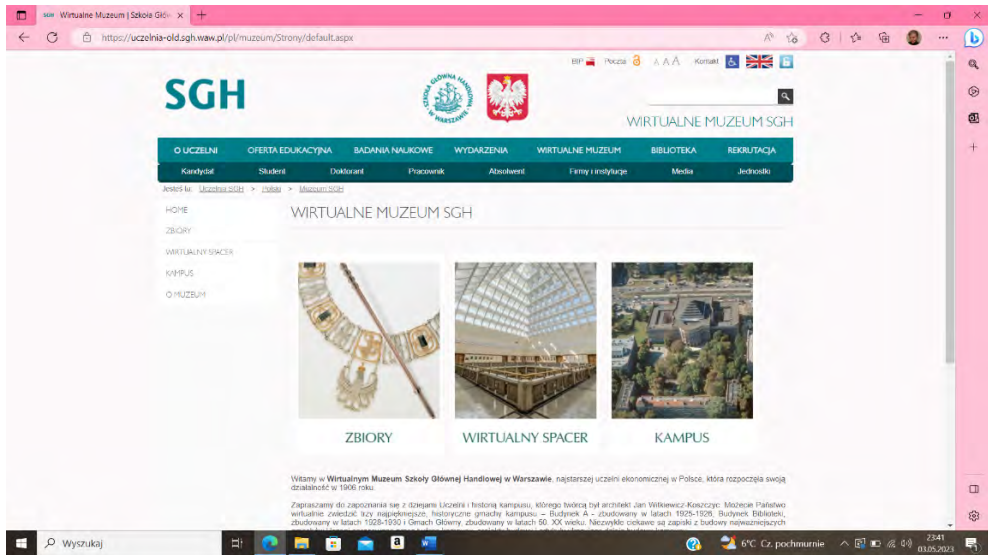 SGH Wirtualne Muzeum | Szkoła Głó
https://uczelnia-old.sgh.waw.pl/pl/muzeum/Strony/default.aspx
BIP Poczta A A A Kontakt
SGH
SZKOŁA GŁÓWNA HANDLOWA W WARSZAWIE
WIRTUALNE MUZEUM SGH
O UCZELNI OFERTA EDUKACYJNA BADANIA NAUKOWE WYDARZENIA WIRTUALNE MUZEUM BIBLIOTEKA REKRUTACJA
Kandydat Student Doktorant Pracownik Absolwent Firmy i instytucje Media Jednostki
Jesteś tu: Uczelnia SGH > Polski > Muzeum SGH
HOME
WIRTUALNE MUZEUM SGH
ZBIORY
WIRTUALNY SPACER
KAMPUS
O MUZEUM
ZBIORY WIRTUALNY SPACER KAMPUS
Witamy w Wirtualnym Muzeum Szkoły Głównej Handlowej w Warszawie, najstarszej uczelni ekonomicznej w Polsce, która rozpoczęła swoją
działalność w 1906 roku.
Zapraszamy do zapoznania się z dziejami Uczelni i historią kampusu, którego twórcą był architekt Jan Witkiewicz-Koszczyc. Możecie Państwo
wirtualnie zwiedzić trzy najpiękniejsze, historyczne gmachy kampusu – Budynek A - zbudowany w latach 1925-1926, Budynek Biblioteki,
zbudowany w latach 1928-1930 i Gmach Główny, zbudowany w latach 50. XX wieku. Niezwykle ciekawe są zapiski z budowy najważniejszych
Wyszukaj
6°C Cz. pochmurnie
23:41
03.05.2023